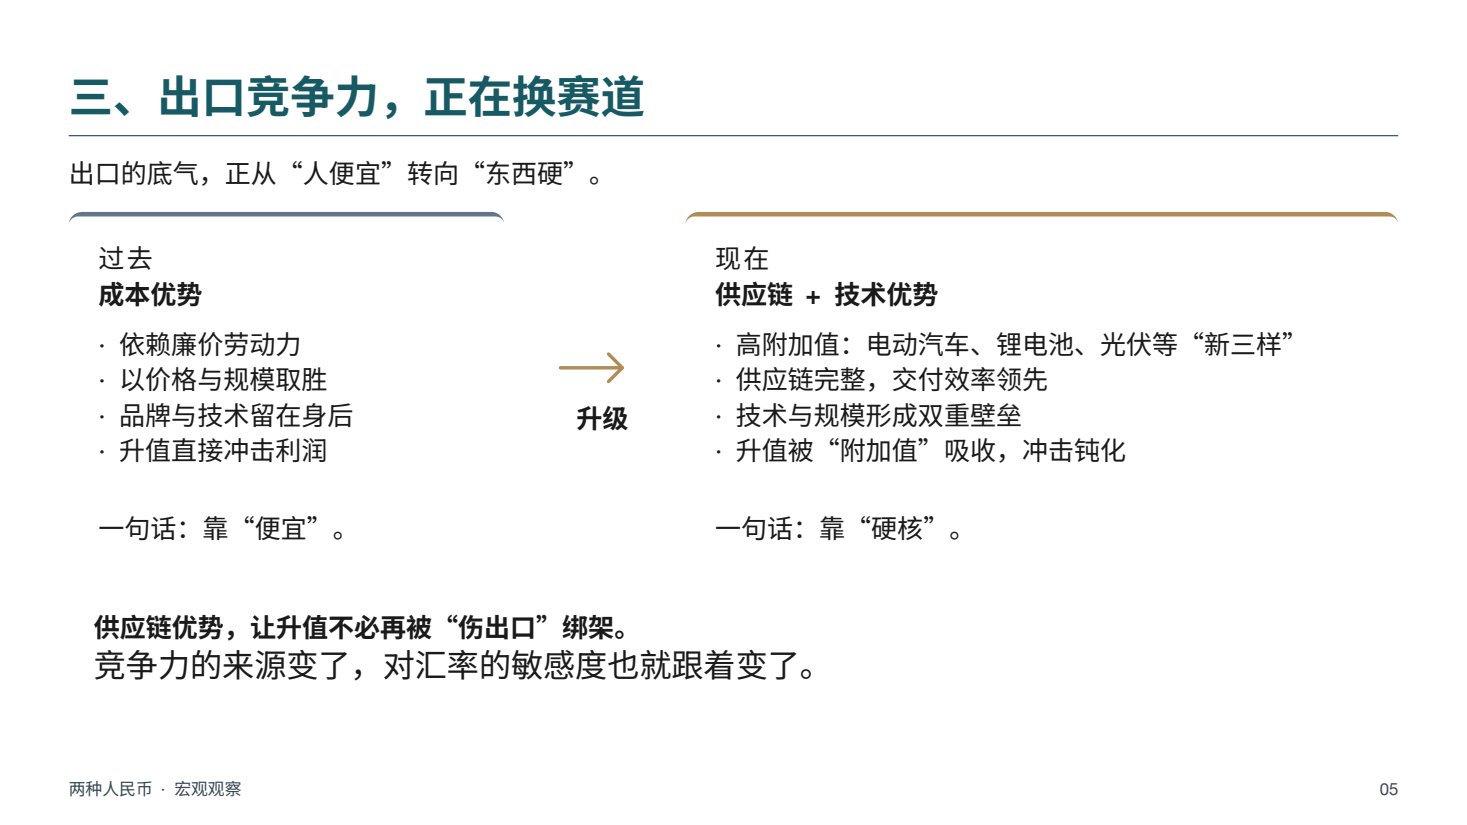 三、出口竞争力，正在换赛道
出口的底气，正从“人便宜”转向“东西硬”。
过去
成本优势
· 依赖廉价劳动力
· 以价格与规模取胜
· 品牌与技术留在身后
· 升值直接冲击利润
一句话：靠“便宜”。
升级
现在
供应链 + 技术优势
· 高附加值：电动汽车、锂电池、光伏等“新三样”
· 供应链完整，交付效率领先
· 技术与规模形成双重壁垒
· 升值被“附加值”吸收，冲击钝化
一句话：靠“硬核”。
供应链优势，让升值不必再被“伤出口”绑架。
竞争力的来源变了，对汇率的敏感度也就跟着变了。
两种人民币 · 宏观观察
05